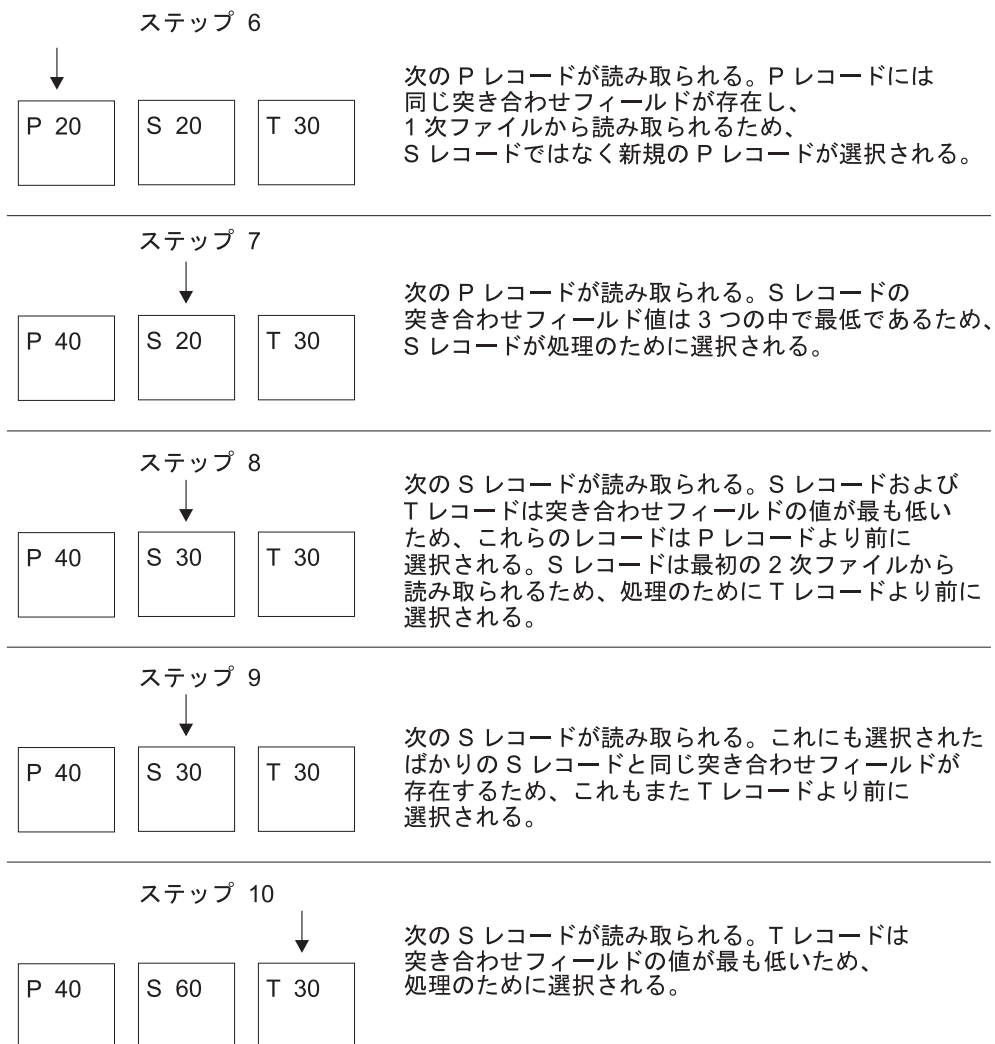 ステップ 6
P 20
S 20
T 30
次の P レコードが読み取られる。P レコードには
同じ突き合わせフィールドが存在し、
1 次ファイルから読み取られるため、
S レコードではなく新規の P レコードが選択される。
ステップ 7
P 40
S 20
T 30
次の P レコードが読み取られる。S レコードの
突き合わせフィールド値は 3 つの中で最低であるため、
S レコードが処理のために選択される。
ステップ 8
P 40
S 30
T 30
次の S レコードが読み取られる。S レコードおよび
T レコードは突き合わせフィールドの値が最も低い
ため、これらのレコードは P レコードより前に
選択される。S レコードは最初の 2 次ファイルから
読み取られるため、処理のために T レコードより前に
選択される。
ステップ 9
P 40
S 30
T 30
次の S レコードが読み取られる。これにも選択された
ばかりの S レコードと同じ突き合わせフィールドが
存在するため、これもまた T レコードより前に
選択される。
ステップ 10
P 40
S 60
T 30
次の S レコードが読み取られる。T レコードは
突き合わせフィールドの値が最も低いため、
処理のために選択される。